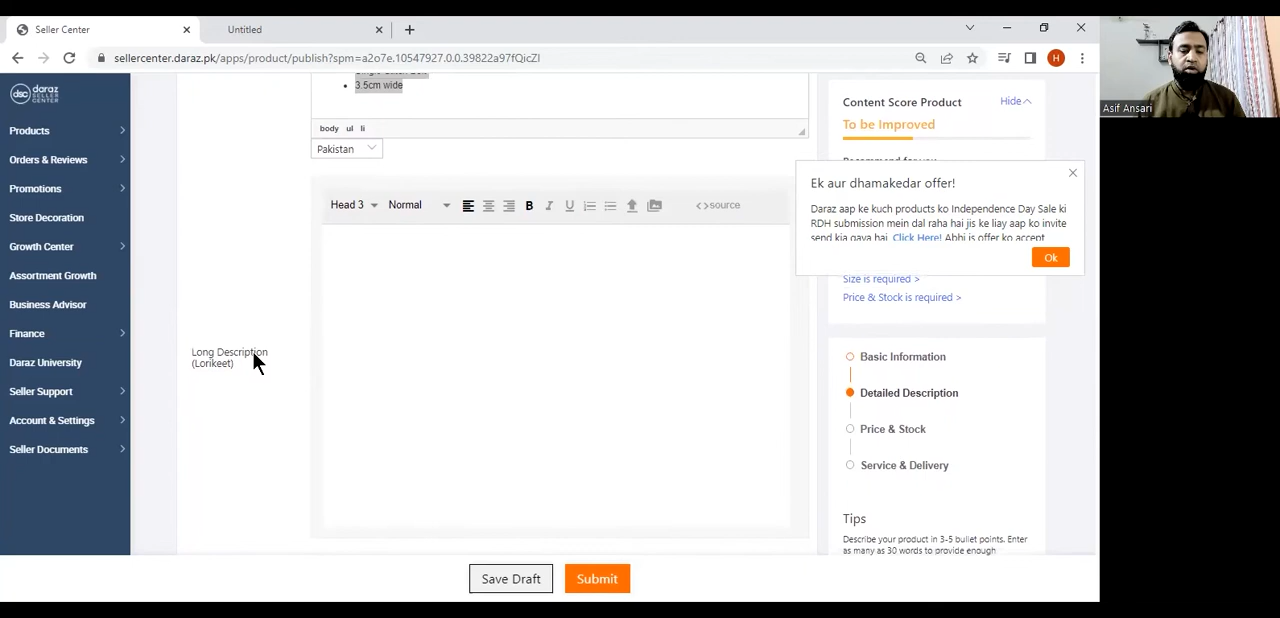 Seller Center
Untitled
sellercenter.daraz.pk/apps/product/publish?spm=a2o7e.10547927.0.0.39822a97fQicZI
H
Asif Ansari
dsc daraz SELLER CENTER
Products
Orders & Reviews
Promotions
Store Decoration
Growth Center
Assortment Growth
Business Advisor
Finance
Daraz University
Seller Support
Account & Settings
Seller Documents
3.5cm wide
body ul li
Pakistan
Head 3 Normal B I U <>source
Long Description
(Lorikeet)
Content Score Product Hide
To be Improved
Ek aur dhamakedar offer!
Daraz aap ke kuch products ko Independence Day Sale ki
RDH submission mein dal raha hai jis ke liay aap ko invite
send kia gaya hai. Click Here! Abhi is offer ko accept
Ok
Size is required >
Price & Stock is required >
Basic Information
Detailed Description
Price & Stock
Service & Delivery
Tips
Describe your product in 3-5 bullet points. Enter
as many as 30 words to provide enough
Save Draft
Submit